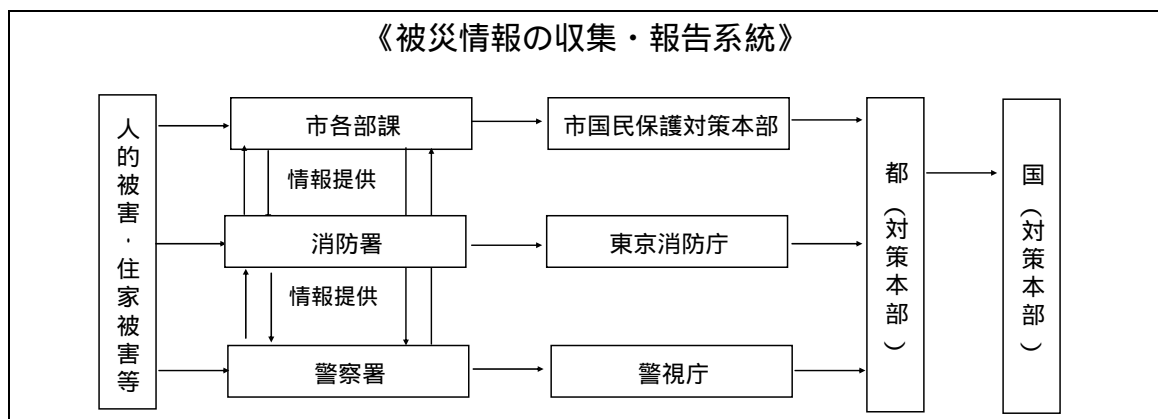 《被災情報の収集・報告系統》
人的被害・住家被害等
市各部課
市国民保護対策本部
情報提供
消防署
東京消防庁
情報提供
警察署
警視庁
都（対策本部）
国（対策本部）